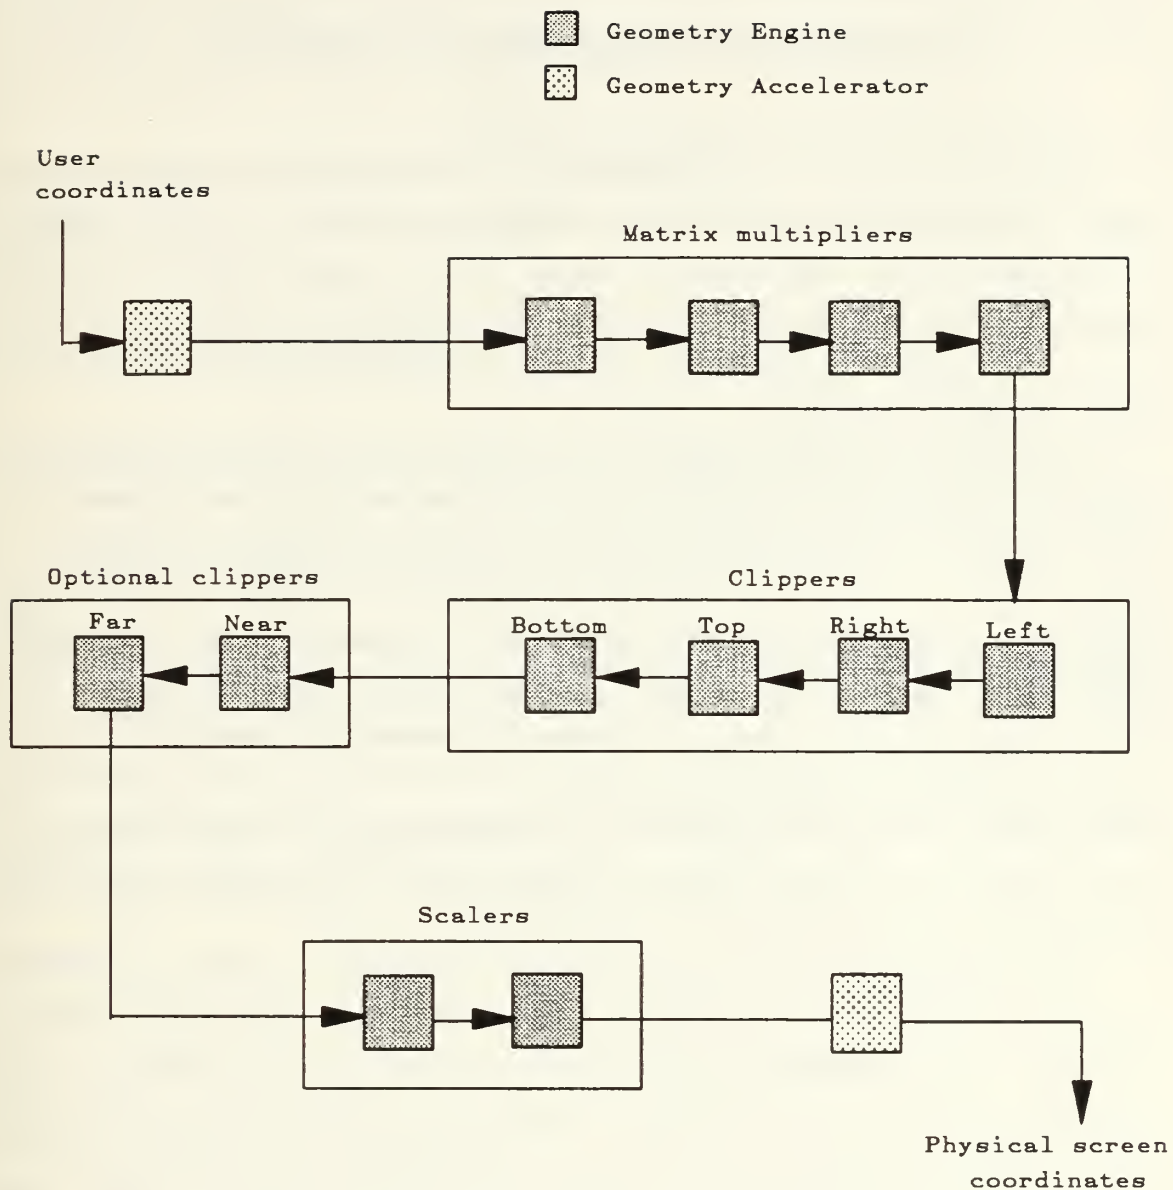 Geometry Engine
Geometry Accelerator
User
coordinates
Matrix multipliers
Optional clippers
Clippers
Far
Near
Bottom
Top
Right
Left
Scalers
Physical screen
coordinates